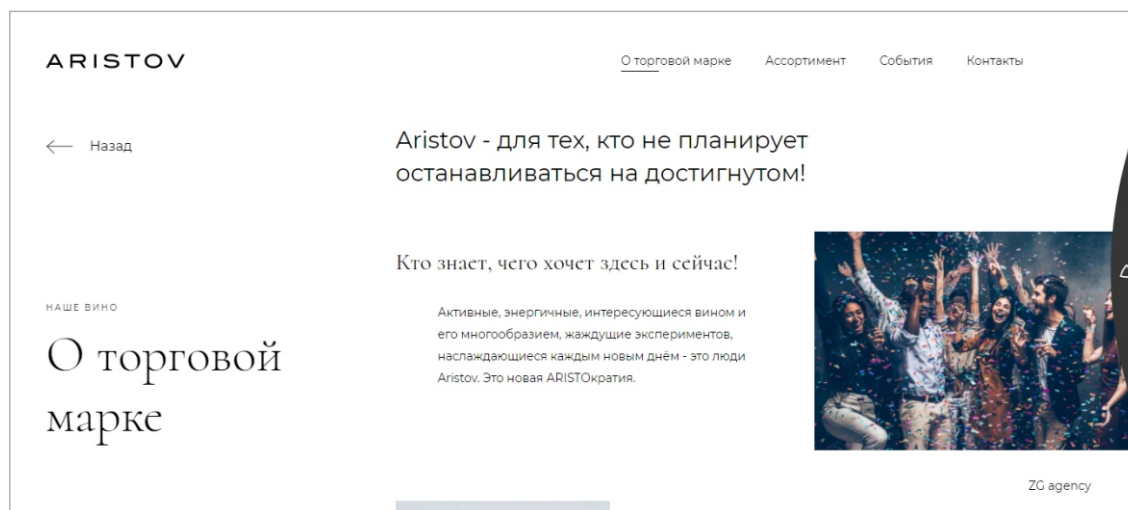 ARISTOV
О торговой марке
Ассортимент
События
Контакты
Назад
Aristov - для тех, кто не планирует
останавливаться на достигнутом!
Кто знает, чего хочет здесь и сейчас!
НАШЕ ВИНО
О торговой
марке
Активные, энергичные, интересующиеся вином и
его многообразием, жаждущие экспериментов,
наслаждающиеся каждым новым днём - это люди
Aristov. Это новая ARISTOкратия.
ZG agency